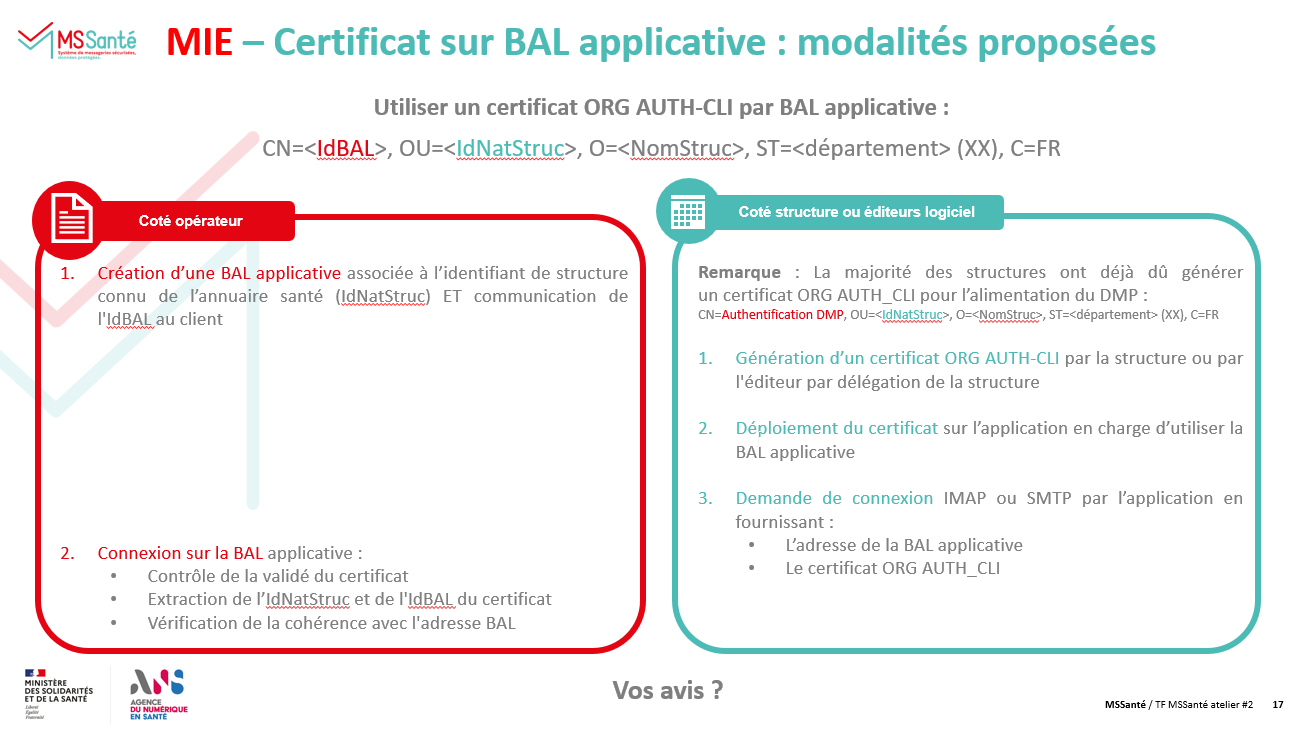 MSSanté
Système de messageries sécurisées,
données protégées.
MIE – Certificat sur BAL applicative : modalités proposées
Utiliser un certificat ORG AUTH-CLI par BAL applicative :
CN=<IdBAL>, OU=<IdNatStruc>, O=<NomStruc>, ST=<département> (XX), C=FR
Coté opérateur
1. Création d’une BAL applicative associée à l’identifiant de structure
connu de l’annuaire santé (IdNatStruc) ET communication de
l'IdBAL au client
2. Connexion sur la BAL applicative :
• Contrôle de la validé du certificat
• Extraction de l’IdNatStruc et de l'IdBAL du certificat
• Vérification de la cohérence avec l'adresse BAL
Coté structure ou éditeurs logiciel
Remarque : La majorité des structures ont déjà dû générer
un certificat ORG AUTH_CLI pour l’alimentation du DMP :
CN=Authentification DMP, OU=<IdNatStruc>, O=<NomStruc>, ST=<département> (XX), C=FR
1. Génération d’un certificat ORG AUTH-CLI par la structure ou par
l'éditeur par délégation de la structure
2. Déploiement du certificat sur l’application en charge d’utiliser la
BAL applicative
3. Demande de connexion IMAP ou SMTP par l’application en
fournissant :
• L’adresse de la BAL applicative
• Le certificat ORG AUTH_CLI
MINISTÈRE
DES SOLIDARITÉS
ET DE LA SANTÉ
Liberté
Égalité
Fraternité
ANS
AGENCE
DU NUMÉRIQUE
EN SANTÉ
Vos avis ?
MSSanté / TF MSSanté atelier #2 17